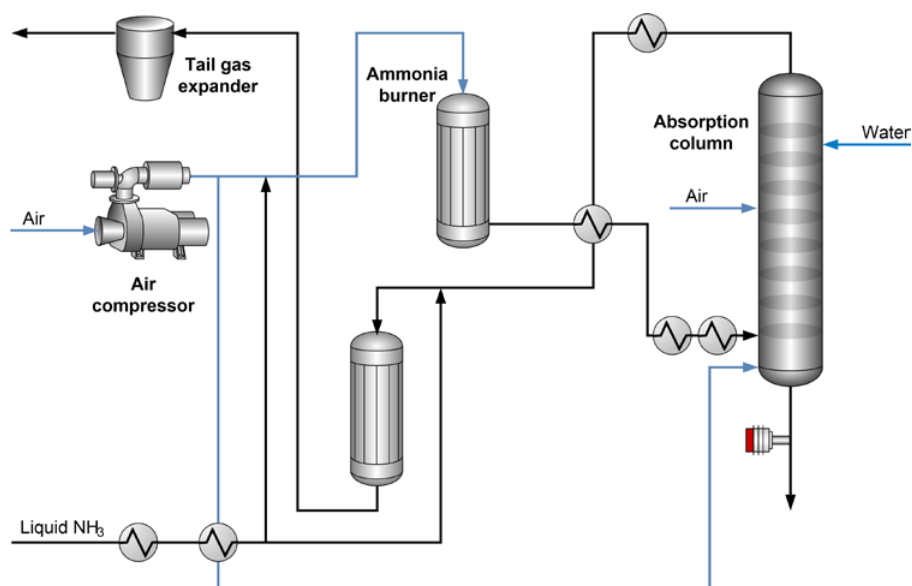 Tail gas
expander
Ammonia
burner
Absorption
column
Water
Air
Air
Air
compressor
Liquid NH₃